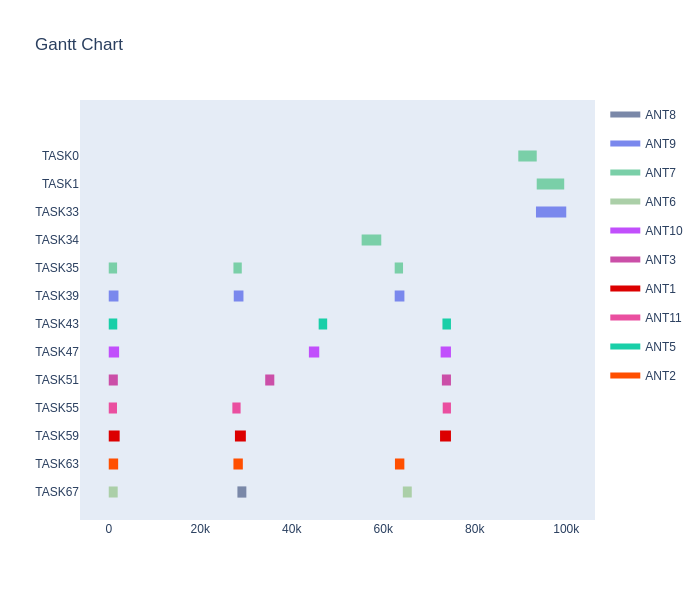 Gantt Chart
TASK0
TASK1
TASK33
TASK34
TASK35
TASK39
TASK43
TASK47
TASK51
TASK55
TASK59
TASK63
TASK67
0 20k 40k 60k 80k 100k
ANT8
ANT9
ANT7
ANT6
ANT10
ANT3
ANT1
ANT11
ANT5
ANT2